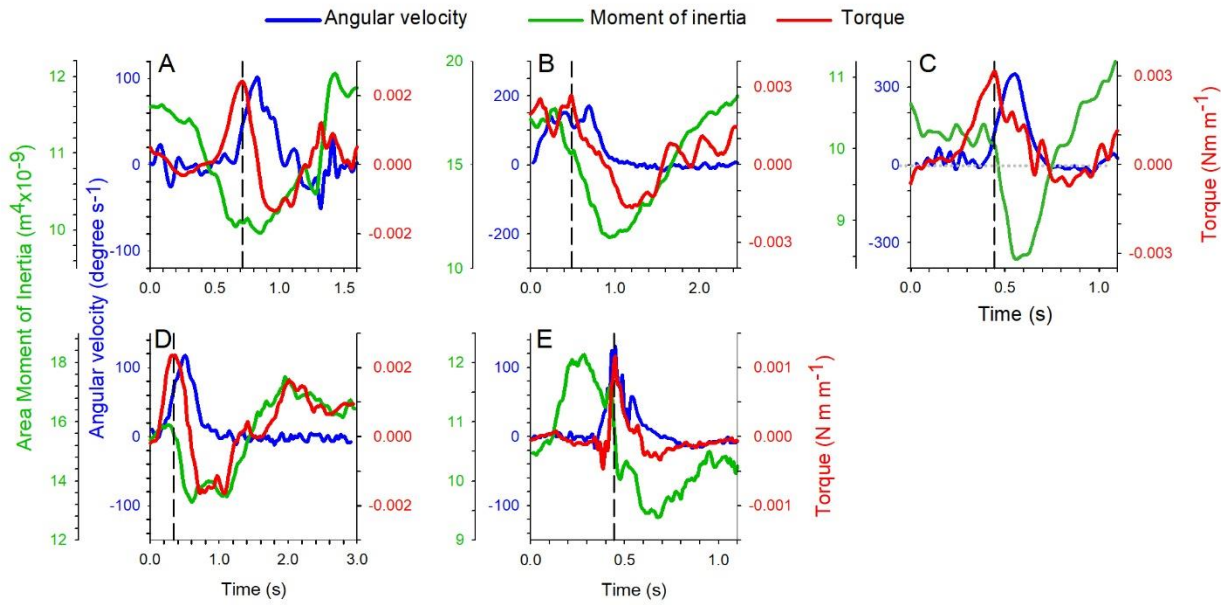 Angular velocity Moment of inertia Torque
Area Moment of Inertia (m⁴x10⁻⁹)
Angular velocity (degree s⁻¹)
A
12
11
10
100
0
-100
0.002
0.000
-0.002
0.0 0.5 1.0 1.5
B
20
15
10
200
0
-200
0.003
0.000
-0.003
0.0 1.0 2.0
C
11
10
9
300
0
-300
0.003
0.000
-0.003
Torque (Nm m⁻¹)
0.0 0.5 1.0
Time (s)
D
18
16
14
12
100
0
-100
0.002
0.000
-0.002
0.0 1.0 2.0 3.0
Time (s)
E
12
11
10
9
100
0
-100
0.001
0.000
-0.001
Torque (N m m⁻¹)
0.0 0.5 1.0
Time (s)